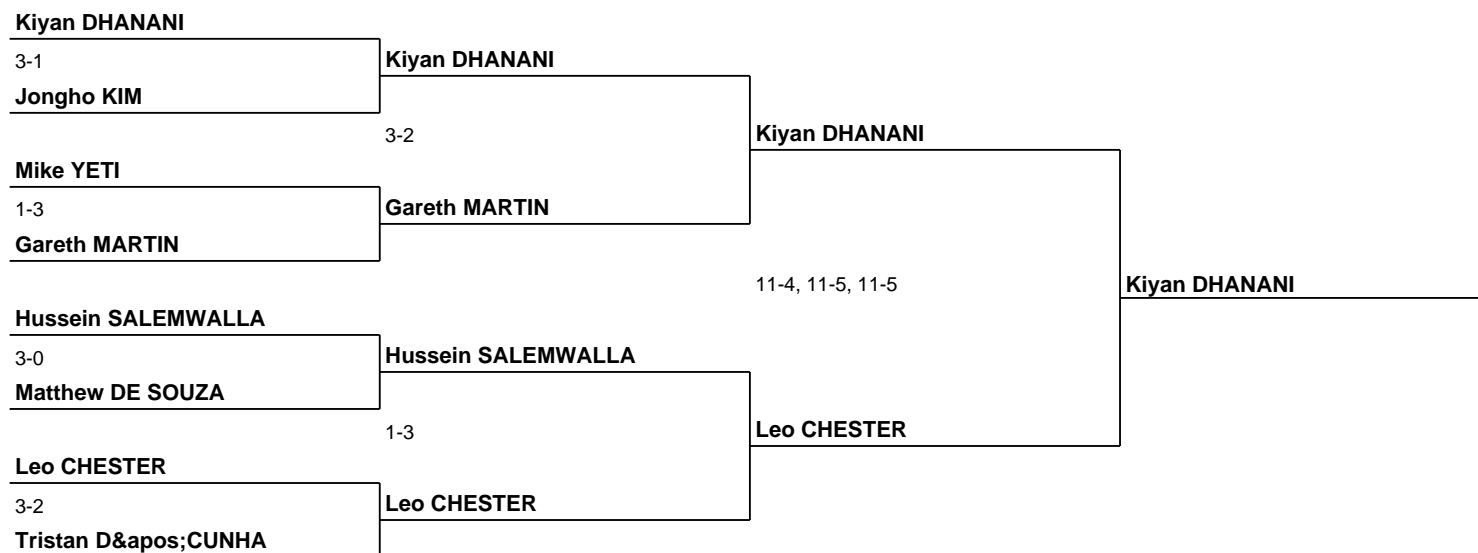 Kiyan DHANANI
3-1
Kiyan DHANANI
Jongho KIM
3-2
Kiyan DHANANI
Mike YETI
1-3
Gareth MARTIN
Gareth MARTIN
11-4, 11-5, 11-5
Kiyan DHANANI
Hussein SALEMWALLA
3-0
Hussein SALEMWALLA
Matthew DE SOUZA
1-3
Leo CHESTER
Leo CHESTER
3-2
Leo CHESTER
Tristan D&apos;CUNHA